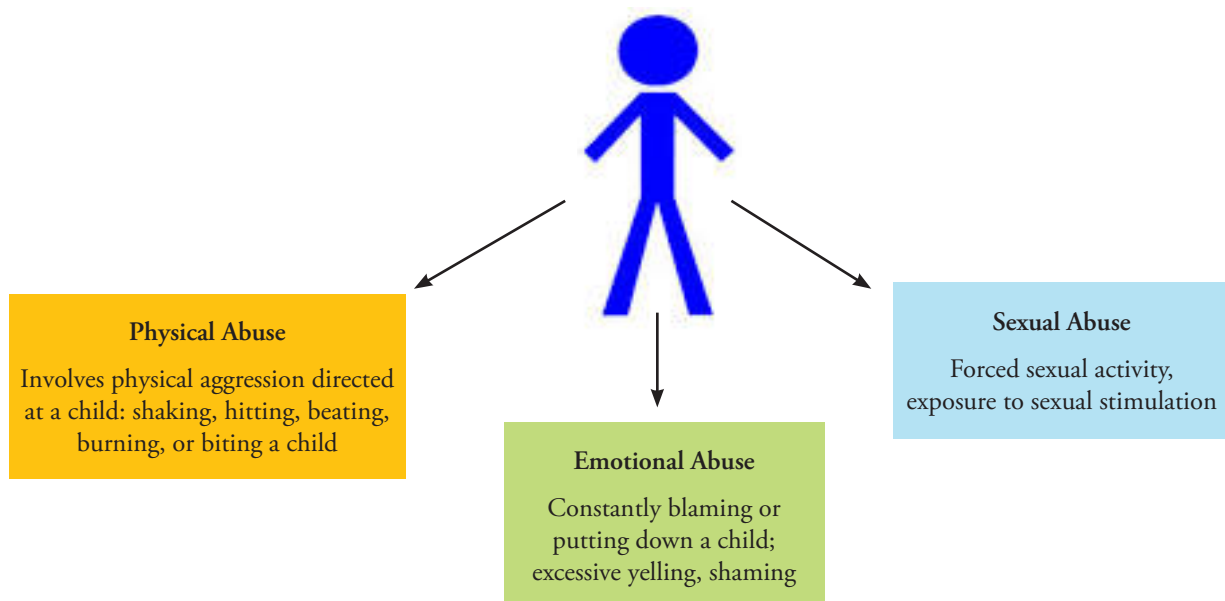 Physical Abuse
Involves physical aggression directed
at a child: shaking, hitting, beating,
burning, or biting a child
Emotional Abuse
Constantly blaming or
putting down a child;
excessive yelling, shaming
Sexual Abuse
Forced sexual activity,
exposure to sexual stimulation